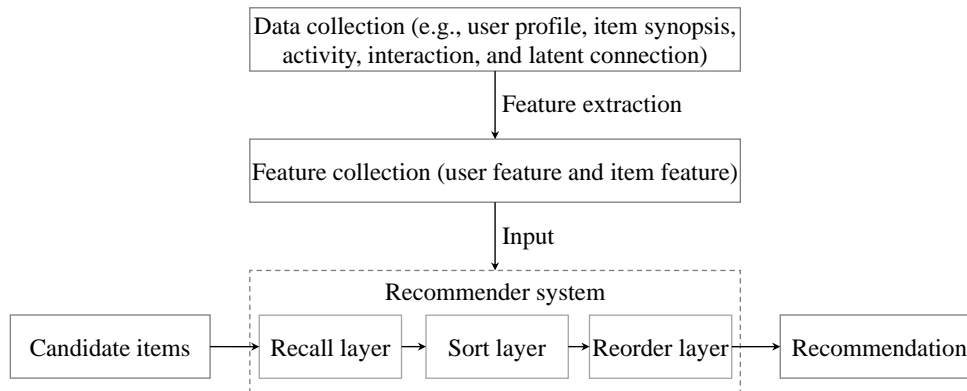 Data collection (e.g., user profile, item synopsis,
activity, interaction, and latent connection)
Feature extraction
Feature collection (user feature and item feature)
Input
Recommender system
Candidate items
Recall layer
Sort layer
Reorder layer
Recommendation